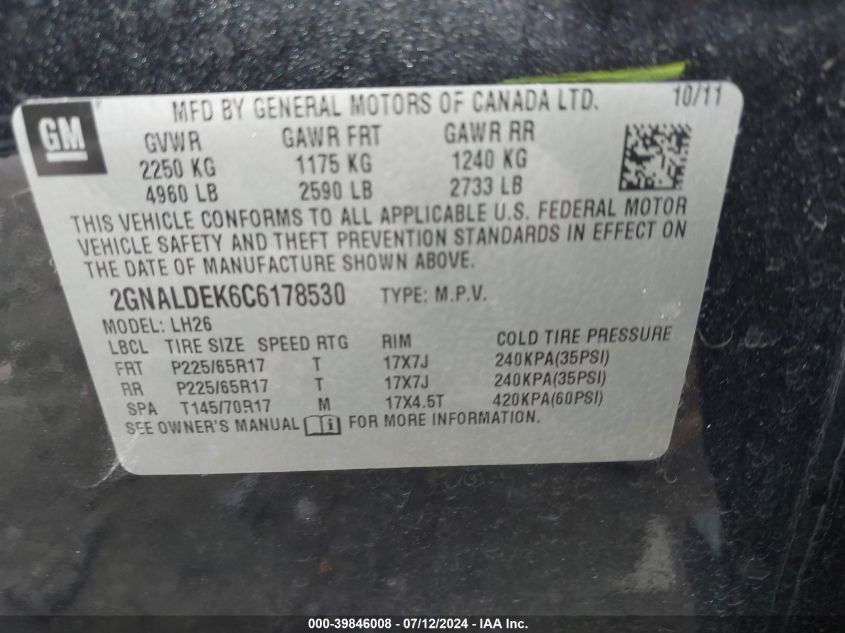 GM
MFD BY GENERAL MOTORS OF CANADA LTD. 10/11
GVWR GAWR FRT GAWR RR
2250 KG 1175 KG 1240 KG
4960 LB 2590 LB 2733 LB
THIS VEHICLE CONFORMS TO ALL APPLICABLE U.S. FEDERAL MOTOR
VEHICLE SAFETY AND THEFT PREVENTION STANDARDS IN EFFECT ON
THE DATE OF MANUFACTURE SHOWN ABOVE.
2GNALDEK6C6178530 TYPE: M.P.V.
MODEL: LH26
LBCL TIRE SIZE SPEED RTG RIM COLD TIRE PRESSURE
FRT P225/65R17 T 17X7J 240KPA(35PSI)
RR P225/65R17 T 17X7J 240KPA(35PSI)
SPA T145/70R17 M 17X4.5T 420KPA(60PSI)
SEE OWNER'S MANUAL FOR MORE INFORMATION.
000-39846008 - 07/12/2024 - IAA Inc.